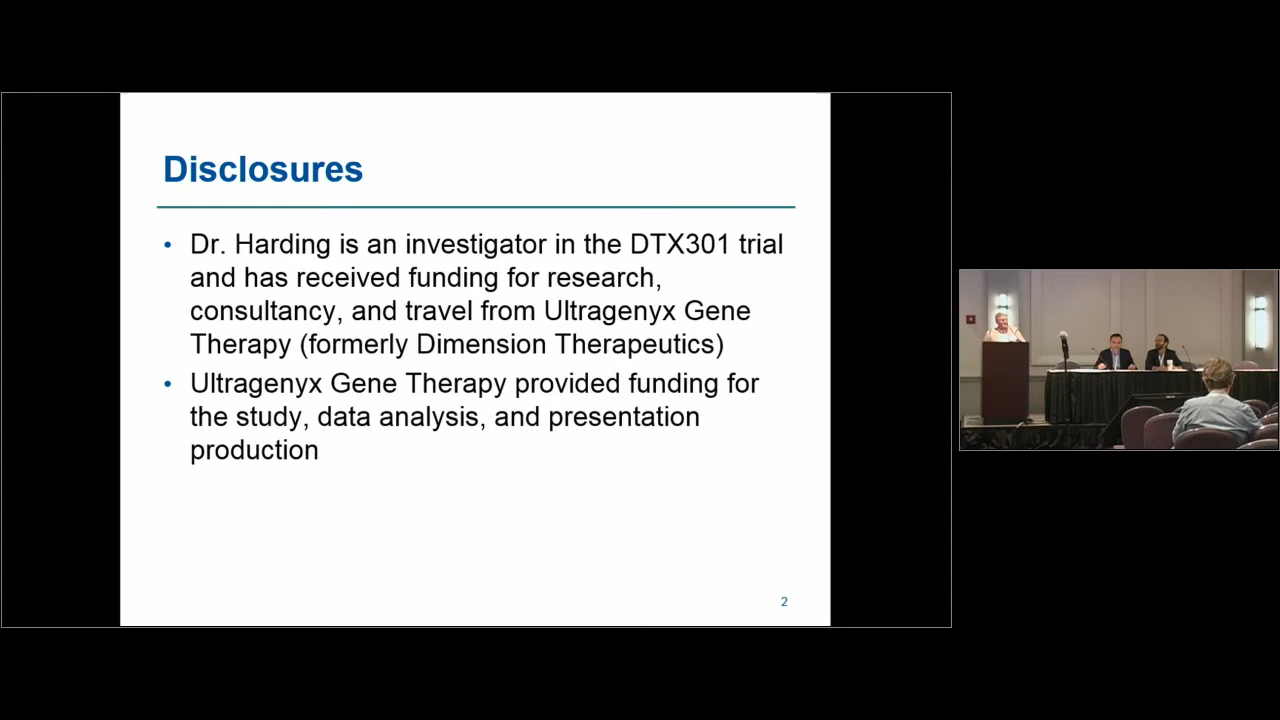 Disclosures
• Dr. Harding is an investigator in the DTX301 trial
and has received funding for research,
consultancy, and travel from Ultragenyx Gene
Therapy (formerly Dimension Therapeutics)
• Ultragenyx Gene Therapy provided funding for
the study, data analysis, and presentation
production
2